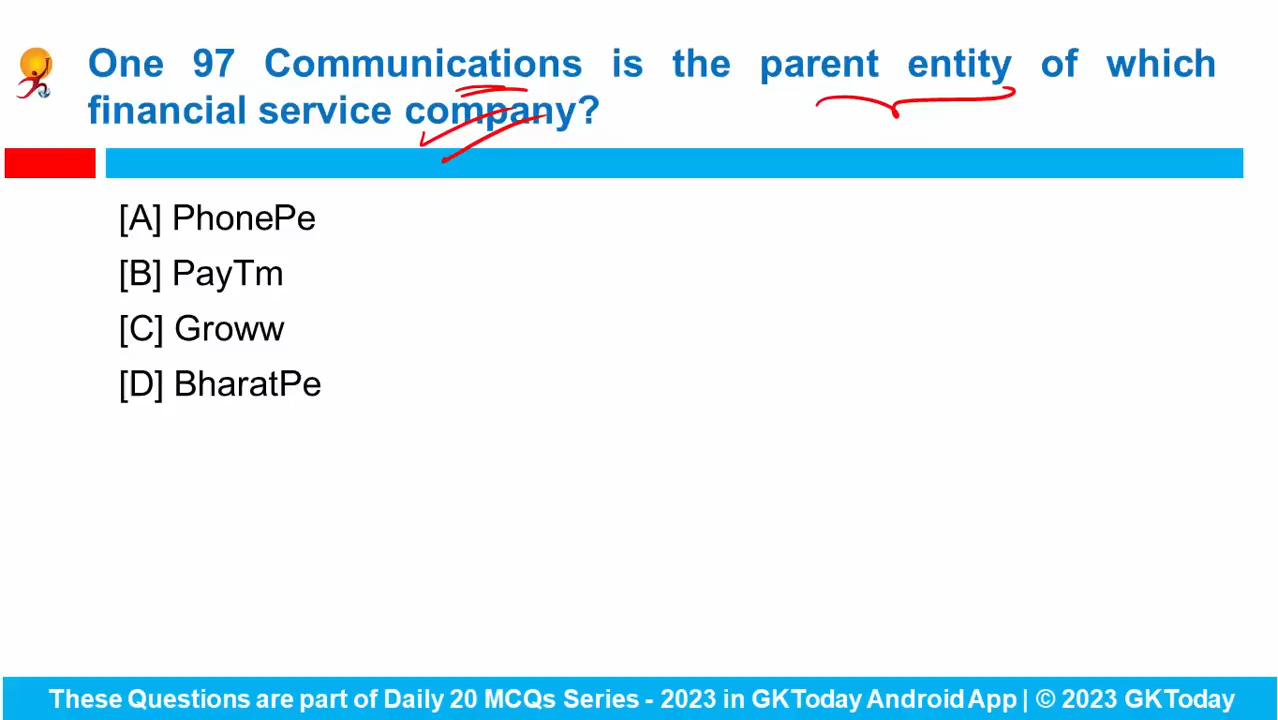 One 97 Communications is the parent entity of which
financial service company?
[A] PhonePe
[B] PayTm
[C] Groww
[D] BharatPe
These Questions are part of Daily 20 MCQs Series - 2023 in GKToday Android App | © 2023 GKToday